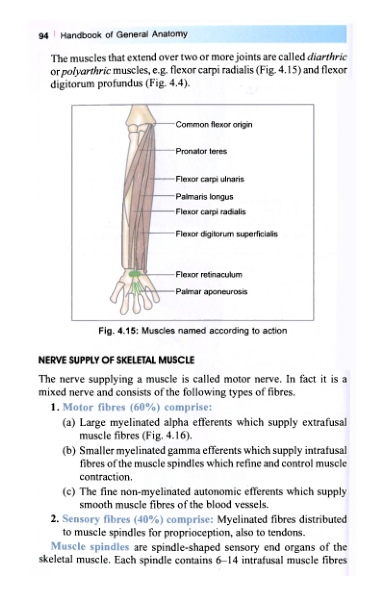 94 Handbook of General Anatomy
The muscles that extend over two or more joints are called diarthric
or polyarthric muscles, e.g. flexor carpi radialis (Fig. 4.15) and flexor
digitorum profundus (Fig. 4.4).
Common flexor origin
Pronator teres
Flexor carpi ulnaris
Palmaris longus
Flexor carpi radialis
Flexor digitorum superficialis
Flexor retinaculum
Palmar aponeurosis
Fig. 4.15: Muscles named according to action
NERVE SUPPLY OF SKELETAL MUSCLE
The nerve supplying a muscle is called motor nerve. In fact it is a
mixed nerve and consists of the following types of fibres.
1. Motor fibres (60%) comprise:
(a) Large myelinated alpha efferents which supply extrafusal
muscle fibres (Fig. 4.16).
(b) Smaller myelinated gamma efferents which supply intrafusal
fibres of the muscle spindles which refine and control muscle
contraction.
(c) The fine non-myelinated autonomic efferents which supply
smooth muscle fibres of the blood vessels.
2. Sensory fibres (40%) comprise: Myelinated fibres distributed
to muscle spindles for proprioception, also to tendons.
Muscle spindles are spindle-shaped sensory end organs of the
skeletal muscle. Each spindle contains 6–14 intrafusal muscle fibres